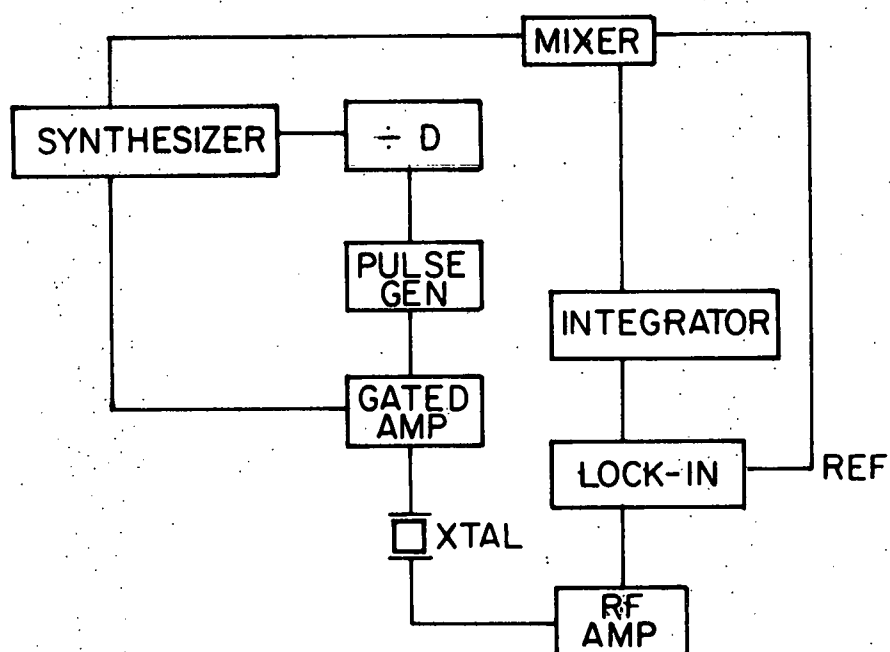 MIXER
SYNTHESIZER
÷ D
PULSE
GEN
INTEGRATOR
GATED
AMP
LOCK-IN
REF
XTAL
RF
AMP